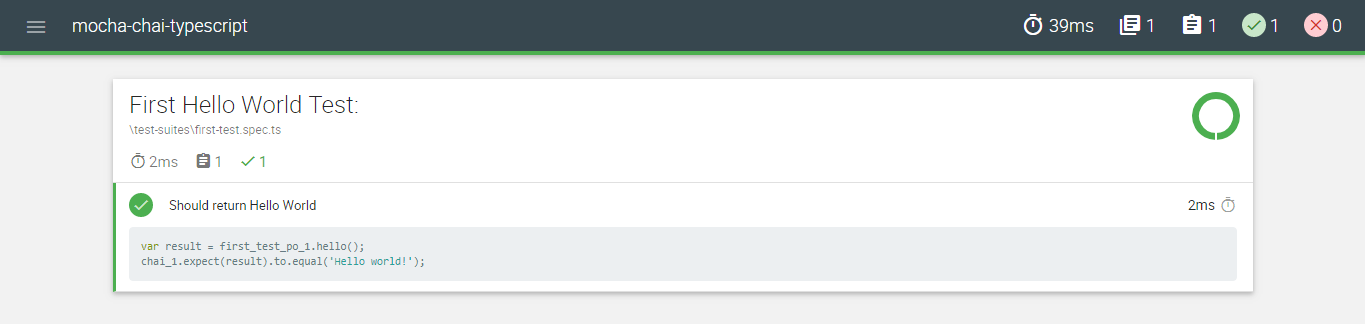 mocha-chai-typescript 39ms 1 1 1 0
First Hello World Test:
\test-suites\first-test.spec.ts
2ms 1 1
Should return Hello World 2ms
var result = first_test_po_1.hello();
chai_1.expect(result).to.equal('Hello world!');